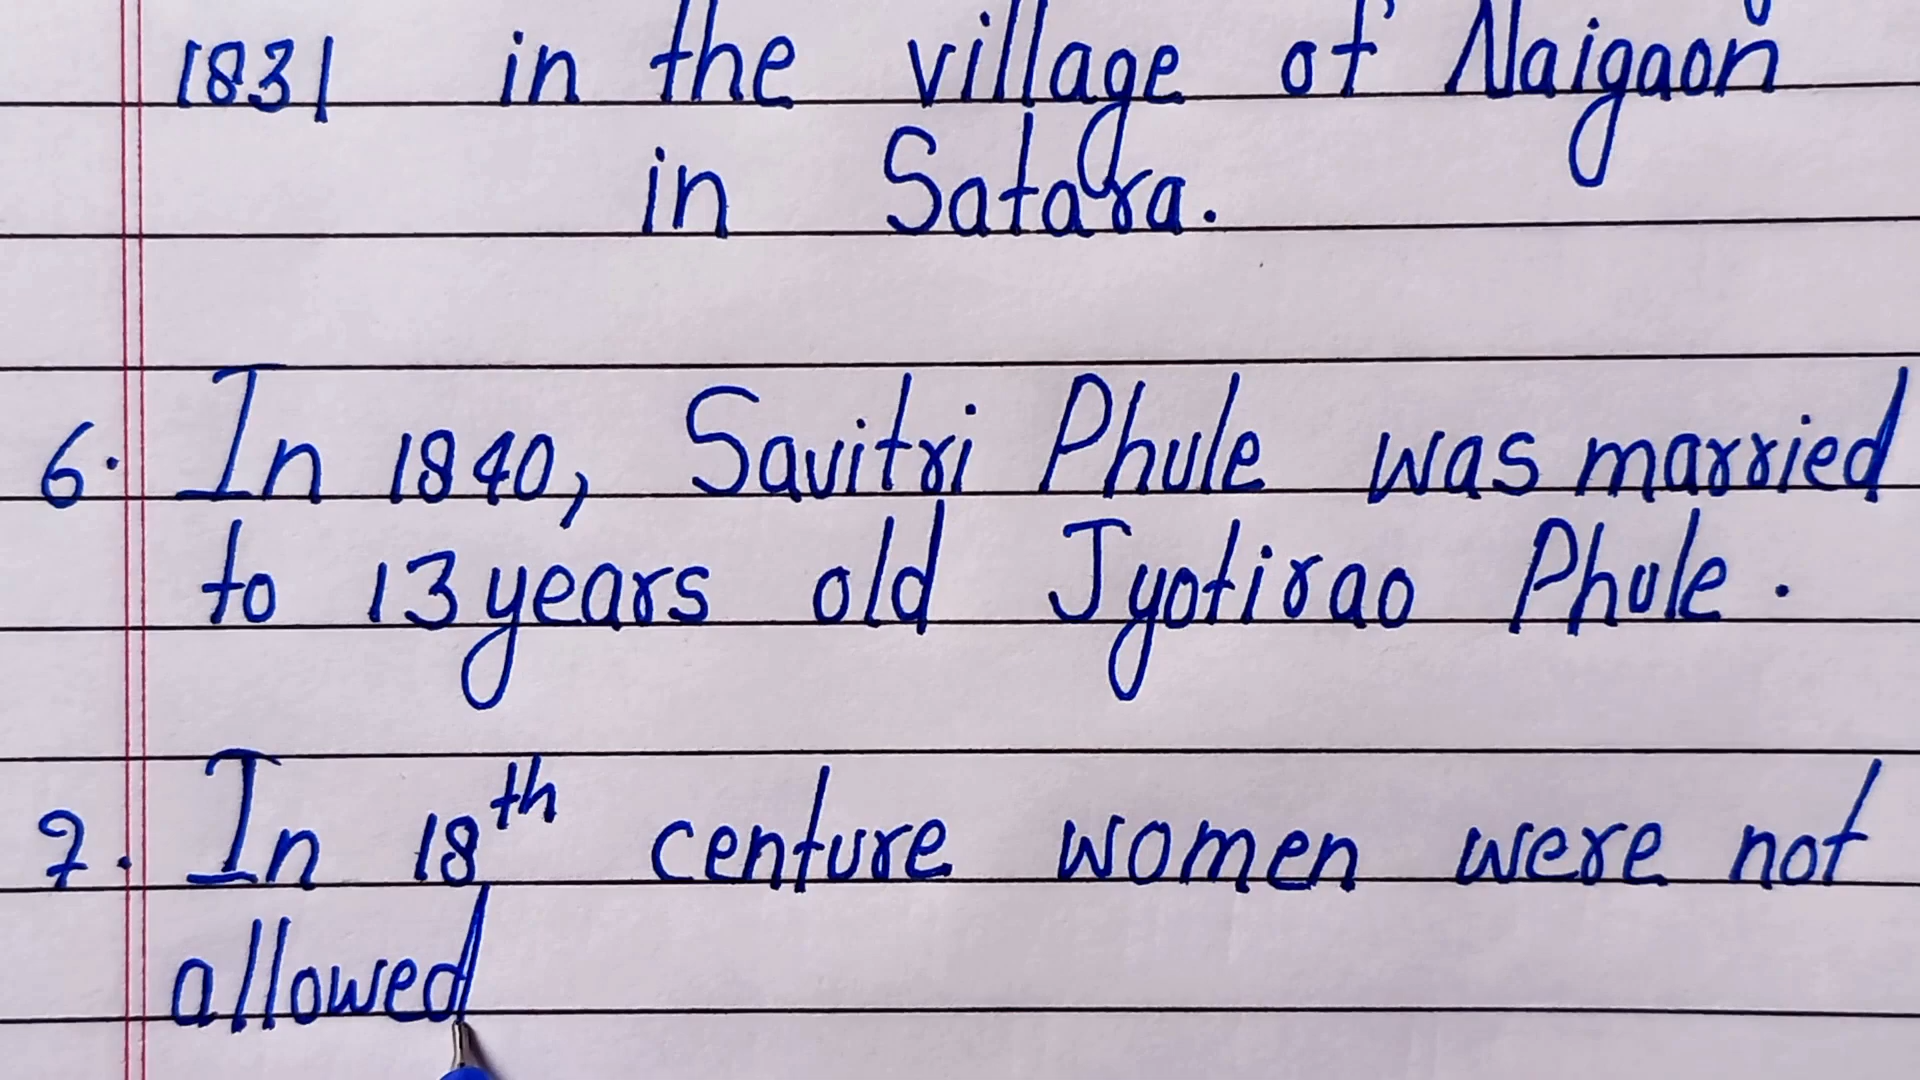 1831 in the village of Naigaon
in Satara.
6. In 1840, Savitri Phule was married
to 13 years old Jyotirao Phule.
7. In 18th centure women were not
allowed